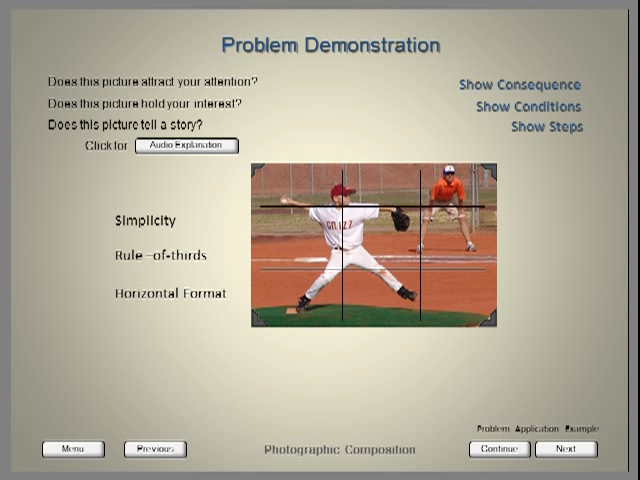 Problem Demonstration
Does this picture attract your attention?
Does this picture hold your interest?
Does this picture tell a story?
Click for Audio Explanation
Show Consequence
Show Conditions
Show Steps
Simplicity
Rule –of-thirds
Horizontal Format
GRIZZ
Problem Application Example
Menu
Previous
Photographic Composition
Continue
Next